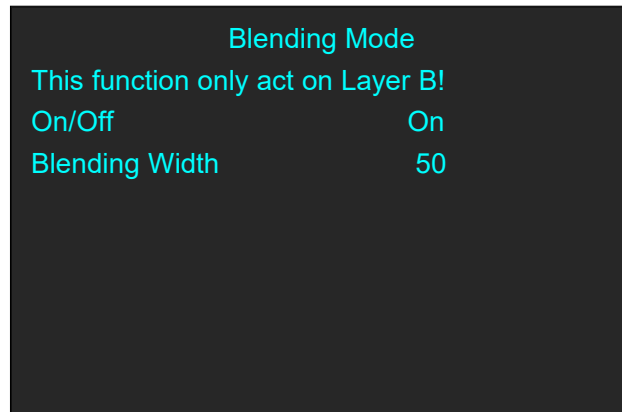 Blending Mode
This function only act on Layer B!
On/Off On
Blending Width 50